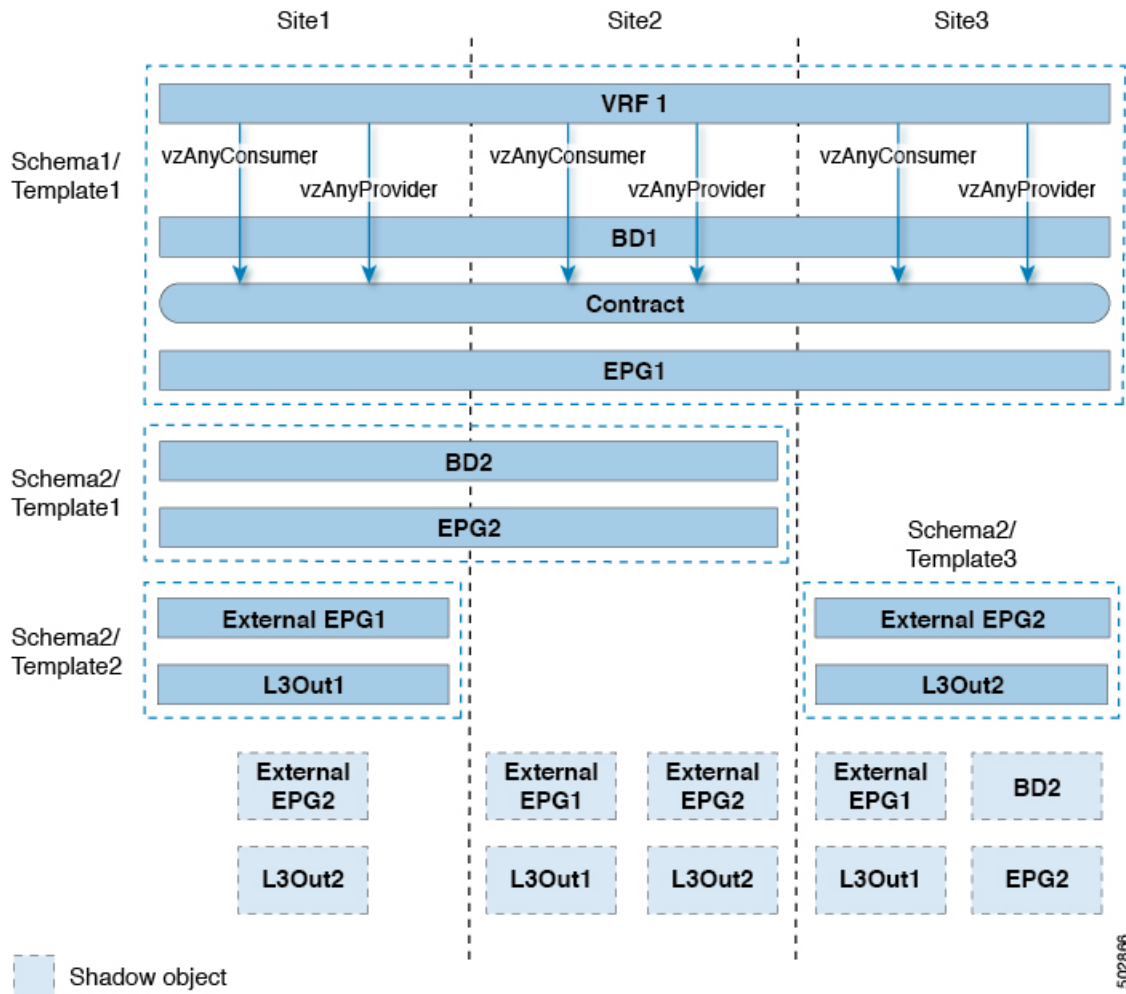 Site1
Site2
Site3
Schema1/
Template1
VRF 1
vzAnyConsumer
vzAnyProvider
vzAnyConsumer
vzAnyProvider
vzAnyConsumer
vzAnyProvider
BD1
Contract
EPG1
Schema2/
Template1
BD2
EPG2
Schema2/
Template3
Schema2/
Template2
External EPG1
L3Out1
External EPG2
L3Out2
External
EPG2
External
EPG1
External
EPG2
External
EPG1
BD2
L3Out2
L3Out1
L3Out2
L3Out1
EPG2
Shadow object
502866